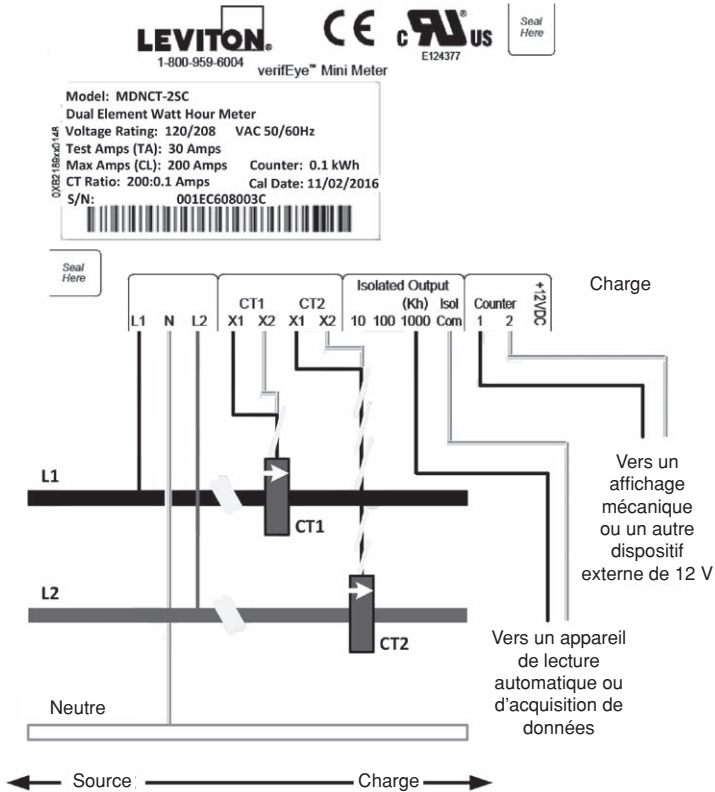 LEVITON®
1-800-959-6004
CE
c RU US
E124377
Seal
Here
verifEye™ Mini Meter
Model: MDNCT-2SC
Dual Element Watt Hour Meter
Voltage Rating: 120/208 VAC 50/60Hz
Test Amps (TA): 30 Amps
Max Amps (CL): 200 Amps Counter: 0.1 kWh
CT Ratio: 200:0.1 Amps Cal Date: 11/02/2016
S/N: 001EC608003C
Seal
Here
Isolated Output
CT1 CT2 (Kh) Isol Counter +12VDC
L1 N L2 X1 X2 X1 X2 10 100 1000 Com 1 2
Charge
L1
CT1
Vers un
affichage
mécanique
ou un autre
dispositif
externe de 12 V
L2
CT2
Vers un appareil
de lecture
automatique ou
d'acquisition de
données
Neutre
Source Charge